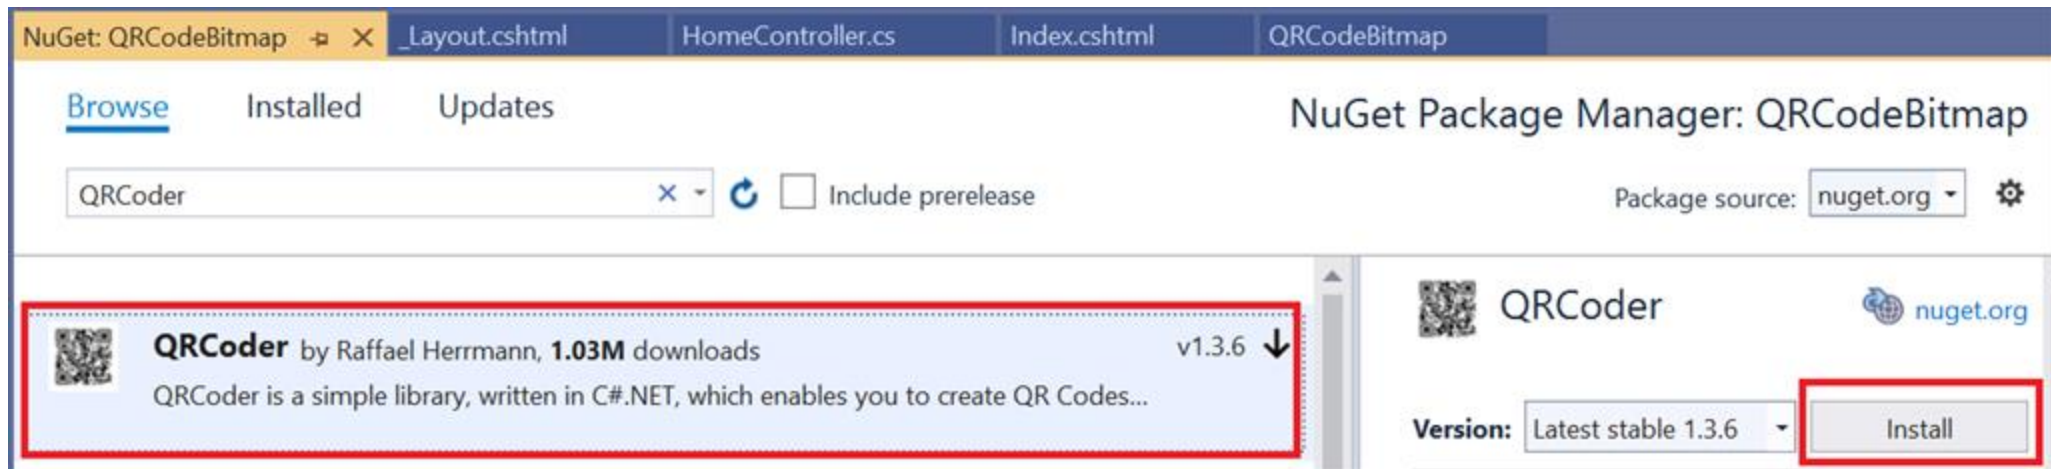 NuGet: QRCodeBitmap _Layout.cshtml HomeController.cs Index.cshtml QRCodeBitmap
Browse Installed Updates NuGet Package Manager: QRCodeBitmap
QRCoder Include prerelease Package source: nuget.org
QRCoder by Raffael Herrmann, 1.03M downloads v1.3.6
QRCoder is a simple library, written in C#.NET, which enables you to create QR Codes...
QRCoder nuget.org
Version: Latest stable 1.3.6 Install